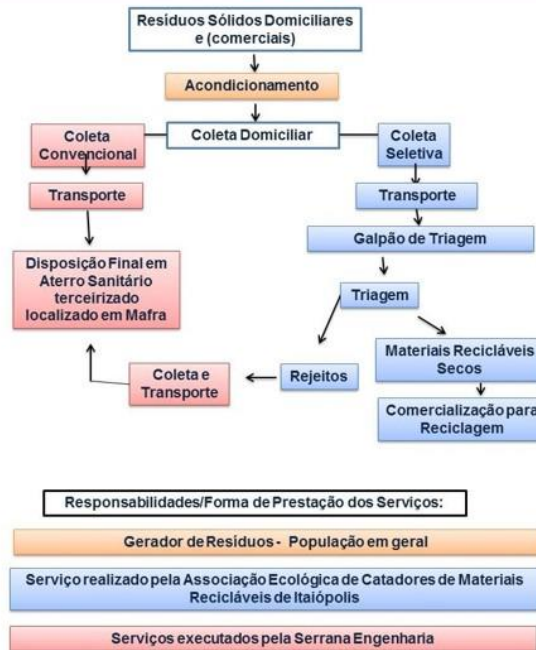 Resíduos Sólidos Domiciliares
e (comerciais)
Acondicionamento
Coleta
Convencional
Coleta Domiciliar
Coleta
Seletiva
Transporte
Transporte
Galpão de Triagem
Disposição Final em
Aterro Sanitário
terceirizado
localizado em Mafra
Triagem
Materiais Recicláveis
Secos
Coleta e
Transporte
Rejeitos
Comercialização para
Reciclagem
Responsabilidades/Forma de Prestação dos Serviços:
Gerador de Resíduos - População em geral
Serviço realizado pela Associação Ecológica de Catadores de Materiais
Recicláveis de Itaiópolis
Serviços executados pela Serrana Engenharia